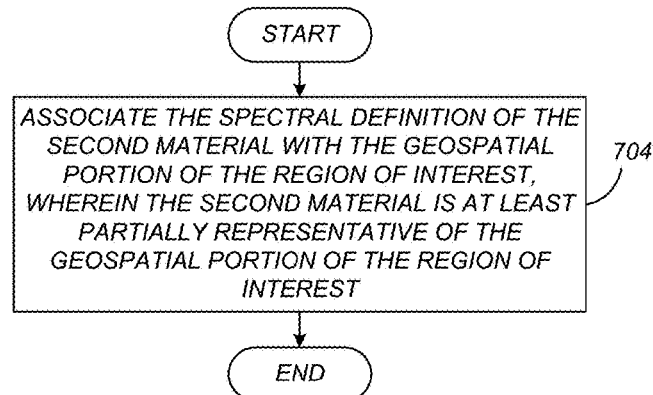 START
ASSOCIATE THE SPECTRAL DEFINITION OF THE
SECOND MATERIAL WITH THE GEOSPATIAL
PORTION OF THE REGION OF INTEREST,
WHEREIN THE SECOND MATERIAL IS AT LEAST
PARTIALLY REPRESENTATIVE OF THE
GEOSPATIAL PORTION OF THE REGION OF
INTEREST
704
END